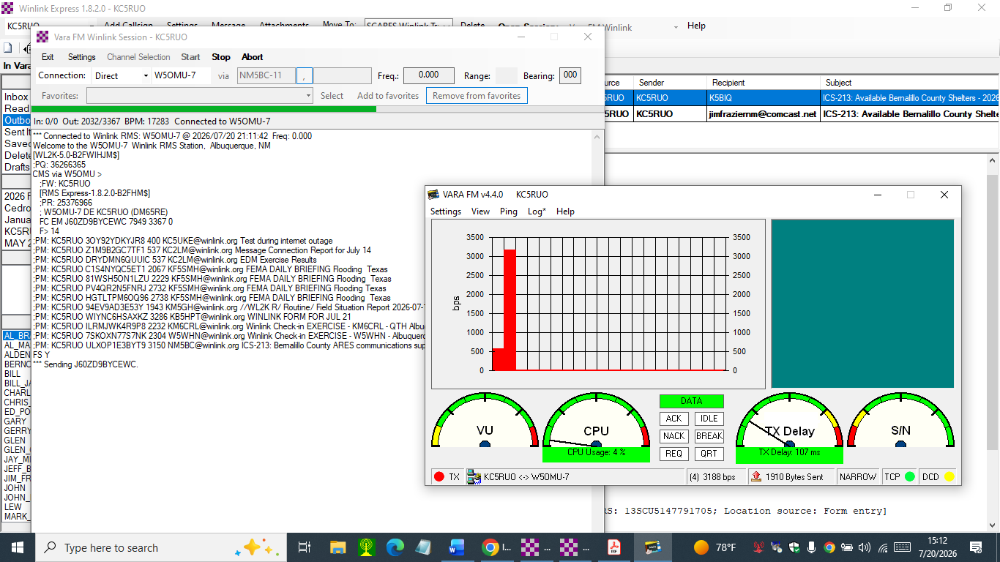 Winlink Express 1.8.2.0 - KC5RUO
KC5RUO Add Callsign Settings Message Attachments Move To: Delete Winlink Help
Vara FM Winlink Session - KC5RUO
Exit Settings Channel Selection Start Stop Abort
Connection: Direct W5OMU-7 via NM5BC-11 , Freq.: 0.000 Range: Bearing: 000
Favorites: Select Add to favorites Remove from favorites
In: 0/0 Out: 2032/3367 BPM: 17283 Connected to W5OMU-7
*** Connected to Winlink RMS: W5OMU-7 @ 2026/07/20 21:11:42 Freq: 0.000
Welcome to the W5OMU-7 Winlink RMS Station, Albuquerque, NM
[WL2K-5.0-B2FWIHJM$]
;PQ: 36266365
CMS via W5OMU >
;FW: KC5RUO
[RMS Express-1.8.2.0-B2FHM$]
;PR: 25376966
; W5OMU-7 DE KC5RUO (DM65RE)
FC EM J60ZD9BYCEWC 7949 3367 0
F> 14
;PM: KC5RUO 3OY92YDKYJR8 400 KC5UKE@winlink.org Test during internet outage
;PM: KC5RUO Z1M9B2GC7TF1 537 KC2LM@winlink.org Message Connection Report for July 14
;PM: KC5RUO DRYDMN6QUUIC 537 KC2LM@winlink.org EDM Exercise Results
;PM: KC5RUO C1S4NYQC5ET1 2067 KF5SMH@winlink.org FEMA DAILY BRIEFING Flooding Texas
;PM: KC5RUO 81WSH5ON1LZU 2229 KF5SMH@winlink.org FEMA DAILY BRIEFING Flooding Texas
;PM: KC5RUO PV4QR2N5FNRJ 2732 KF5SMH@winlink.org FEMA DAILY BRIEFING Flooding Texas
;PM: KC5RUO HGTLTPM6OQ96 2738 KF5SMH@winlink.org FEMA DAILY BRIEFING Flooding Texas
;PM: KC5RUO 94EV9AD3E53Y 1943 KM5GH@winlink.org //WL2K R/ Routine/ Field Situation Report 2026-07-1
;PM: KC5RUO WIYNC6HSAXKZ 3286 KB5HPT@winlink.org WINLINK FORM FOR JUL 21
;PM: KC5RUO ILRMJWK4R9P8 2232 KM6CRL@winlink.org Winlink Check-in EXERCISE - KM6CRL - QTH Albu
;PM: KC5RUO 7SKOXN77S7NK 2304 W5WHN@winlink.org Winlink Check-in EXERCISE - W5WHN - Albuquerq
;PM: KC5RUO ULXOP1E3BYT9 3150 NM5BC@winlink.org ICS-213: Bernalillo County ARES communications sup
FS Y
*** Sending J60ZD9BYCEWC.
In Vara
Inbox
Read
Outbo
Sent It
Saved
Delete
Drafts
2026 F
Cedro
Janua
KC5R
MAY 2
AL_BR
AL_MA
ALDEN
BERNC
BILL
BILL_JA
CHARL
CHRIS_
ED_PO
GARY
GERRY
GLEN
GLEN_
JAY_M
JEFF_B
JIM_FR
JOHN
JOHN_
LEW
MARK_
urce Sender Recipient Subject
5RUO KC5RUO K5BIQ ICS-213: Available Bernalillo County Shelters - 2026
5RUO KC5RUO jimfraziernm@comcast.net ICS-213: Available Bernalillo County Shelte
VARA FM v4.4.0 KC5RUO
Settings View Ping Log* Help
3500 3500
3000 3000
2500 2500
2000 2000
1500 1500
1000 1000
500 500
0 0
bps
VU
CPU
CPU Usage: 4 %
DATA
ACK IDLE
NACK BREAK
REQ QRT
TX Delay
TX Delay: 107 ms
S/N
TX KC5RUO <-> W5OMU-7 (4) 3188 bps 1910 Bytes Sent NARROW TCP DCD
RS: 13SCU5147791705; Location source: Form entry]
Type here to search
I... ... ...
78°F
15:12
7/20/2026